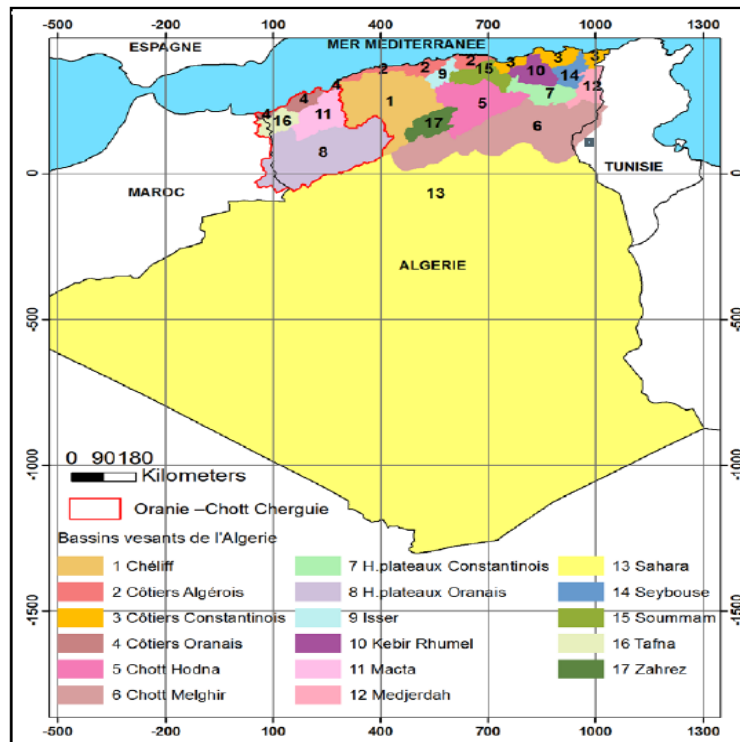 -500 -200 100 400 700 1000 1300
ESPAGNE
MER MEDITERRANEE
2 2 2 3 3 3
9 15 10 14
4 4 1 7 12
4 16 11 5
17 6
8
0 0
MAROC
TUNISIE
13
ALGERIE
-500 -500
0 90 180
Kilometers
-1000 -1000
Oranie –Chott Cherguie
Bassins vesants de l'Algerie
1 Chéliff
2 Côtiers Algérois
3 Côtiers Constantinois
4 Côtiers Oranais
5 Chott Hodna
6 Chott Melghir
7 H.plateaux Constantinois
8 H.plateaux Oranais
9 Isser
10 Kebir Rhumel
11 Macta
12 Medjerdah
13 Sahara
14 Seybouse
15 Soummam
16 Tafna
17 Zahrez
-1500 -1500
-500 -200 100 400 700 1000 1300